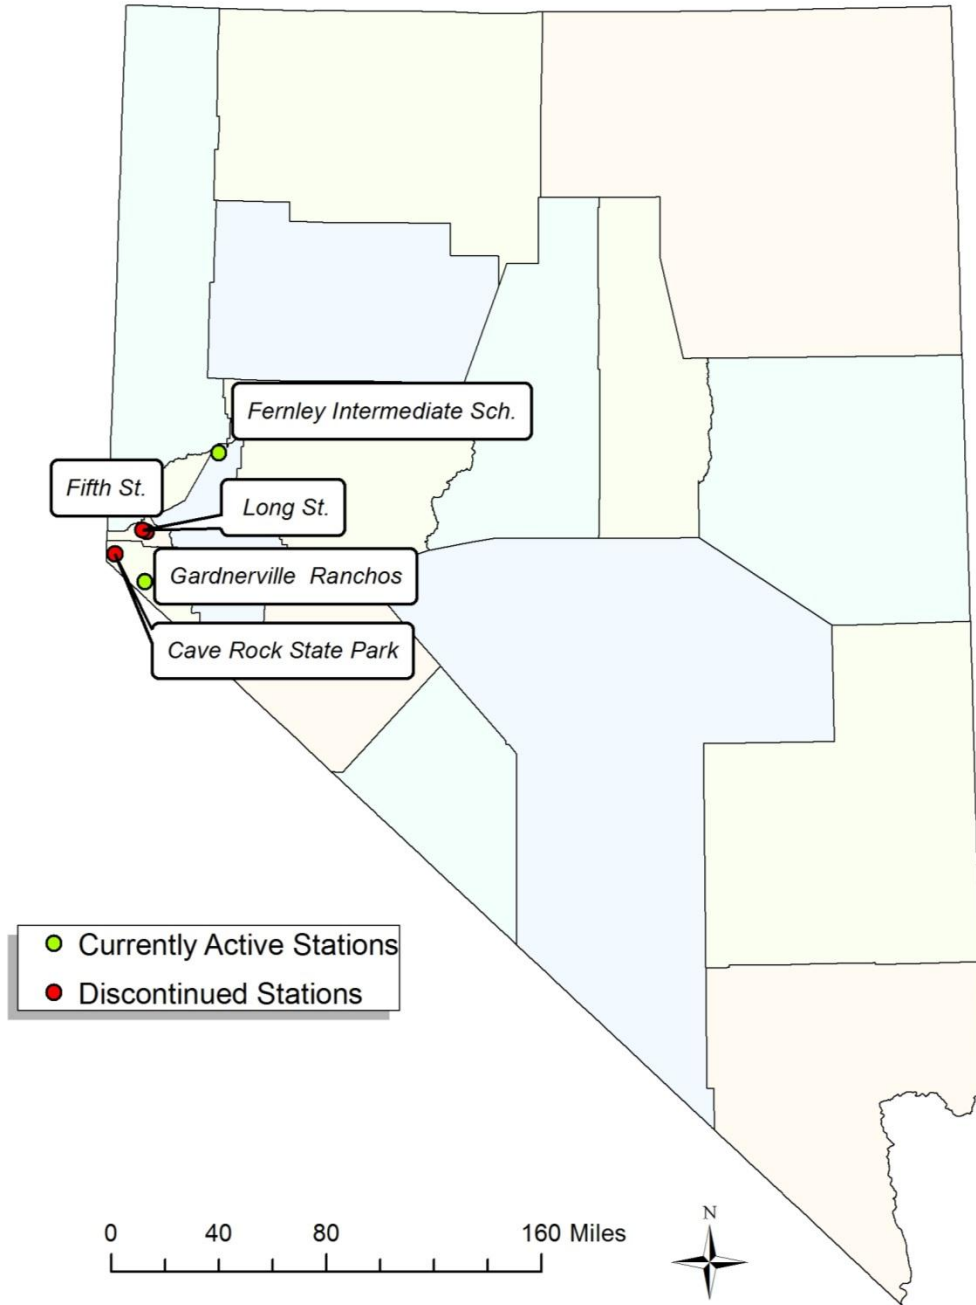 Fernley Intermediate Sch.
Fifth St.
Long St.
Gardnerville Ranchos
Cave Rock State Park
Currently Active Stations
Discontinued Stations
N
0 40 80 160 Miles